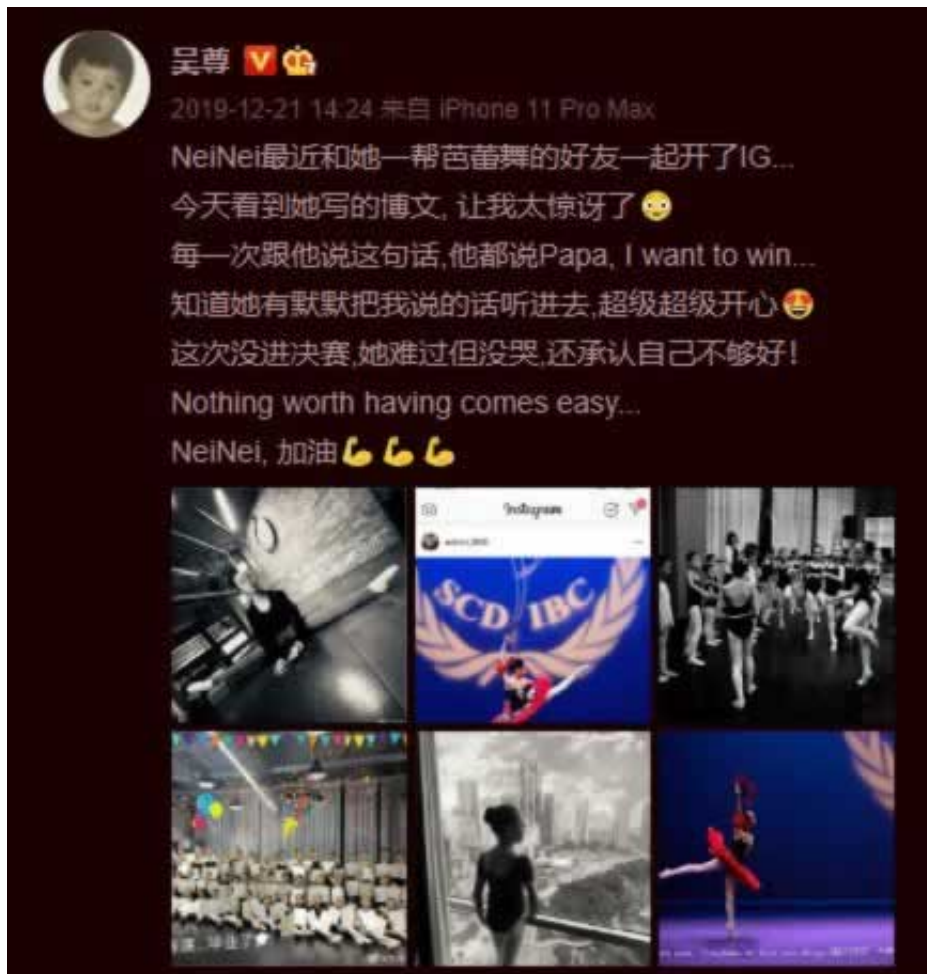 吴尊
2019-12-21 14:24 来自 iPhone 11 Pro Max
NeiNei最近和她一帮芭蕾舞的好友一起开了IG...
今天看到她写的博文, 让我太惊讶了😳
每一次跟他说这句话,他都说Papa, I want to win...
知道她有默默把我说的话听进去,超级超级开心🤩
这次没进决赛,她难过但没哭,还承认自己不够好!
Nothing worth having comes easy...
NeiNei, 加油💪💪💪
Instagram
SCD IBC